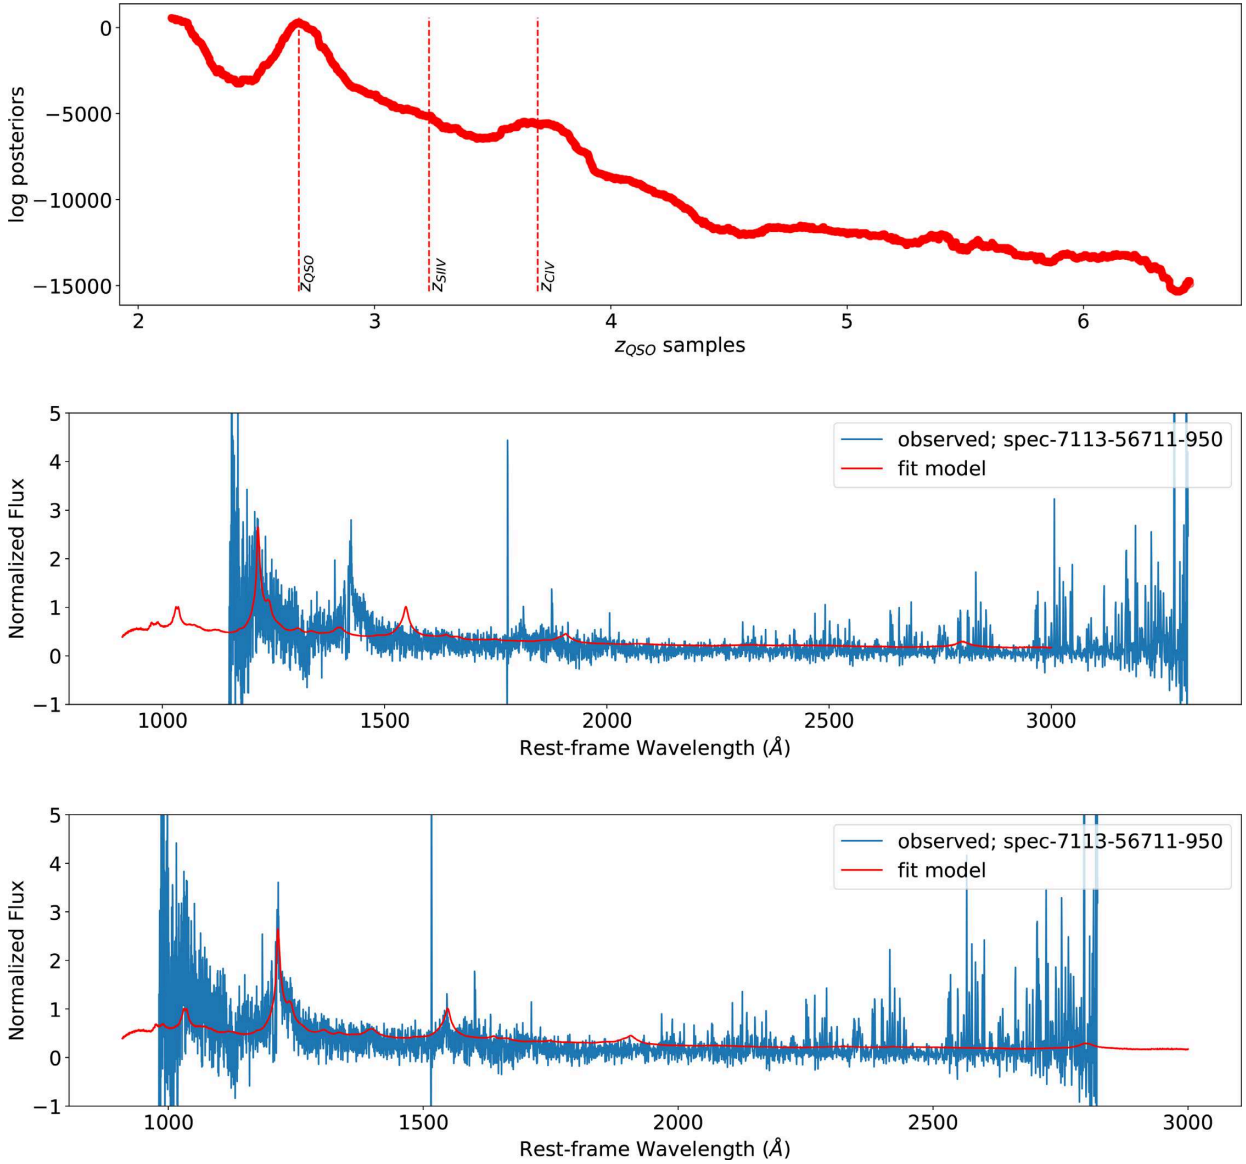 0
−5000
−10000
−15000
log posteriors
z_QSO
z_SIIV
z_CIV
2 3 4 5 6
z_QSO samples
5
4
3
2
1
0
−1
Normalized Flux
observed; spec-7113-56711-950
fit model
1000 1500 2000 2500 3000
Rest-frame Wavelength (Å)
5
4
3
2
1
0
−1
Normalized Flux
observed; spec-7113-56711-950
fit model
1000 1500 2000 2500 3000
Rest-frame Wavelength (Å)